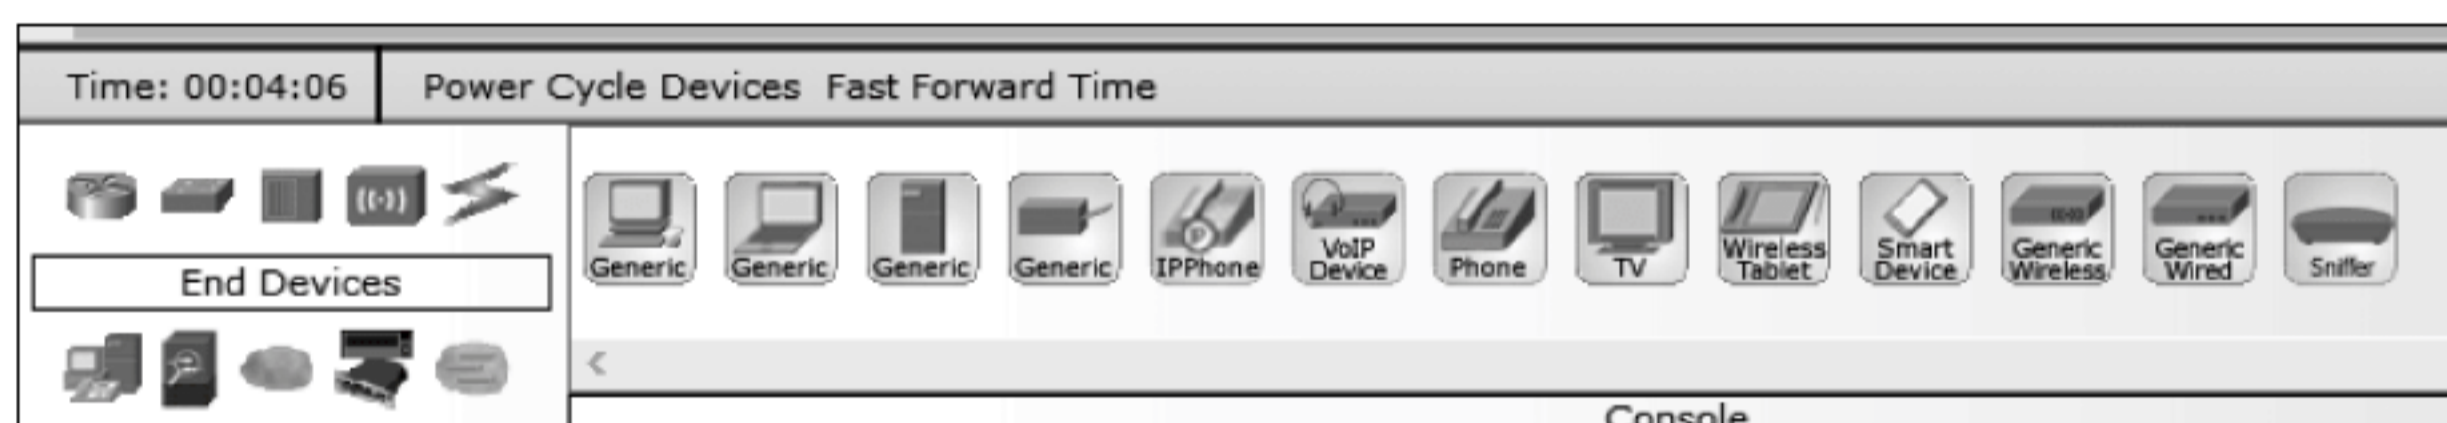 Time: 00:04:06
Power Cycle Devices Fast Forward Time
End Devices
Generic
Generic
Generic
Generic
IPPhone
VoIP
Device
Phone
TV
Wireless
Tablet
Smart
Device
Generic
Wireless
Generic
Wired
Sniffer
Console